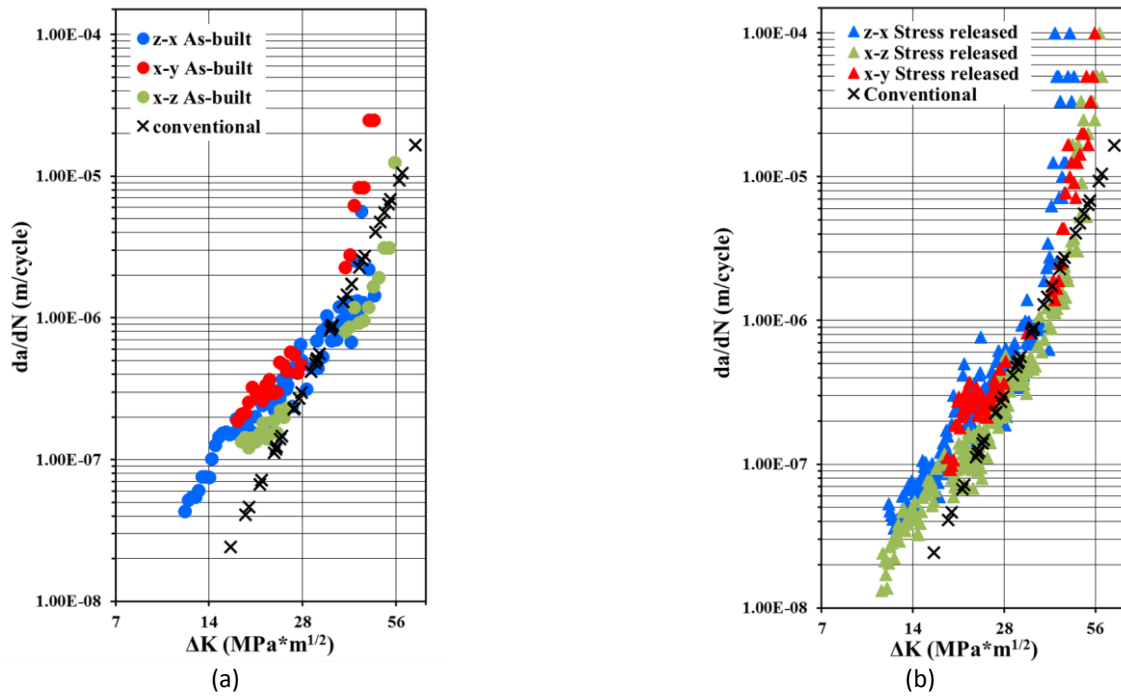 1.00E-04
1.00E-05
1.00E-06
1.00E-07
1.00E-08
da/dN (m/cycle)
z-x As-built
x-y As-built
x-z As-built
conventional
7
14
28
56
ΔK (MPa*m^1/2)
(a)
1.00E-04
1.00E-05
1.00E-06
1.00E-07
1.00E-08
da/dN (m/cycle)
z-x Stress released
x-z Stress released
x-y Stress released
Conventional
7
14
28
56
ΔK (MPa*m^1/2)
(b)